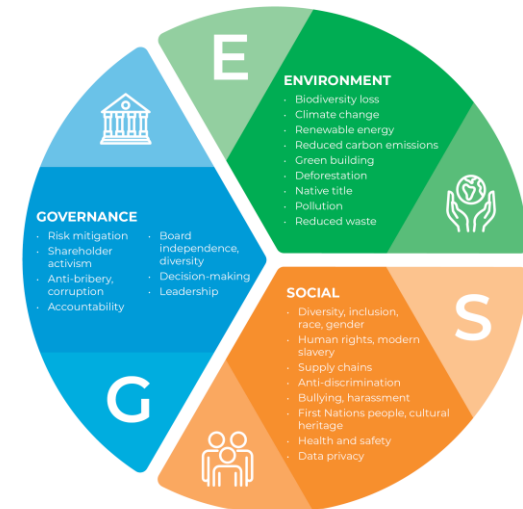 E
ENVIRONMENT
· Biodiversity loss
· Climate change
· Renewable energy
· Reduced carbon emissions
· Green building
· Deforestation
· Native title
· Pollution
· Reduced waste
GOVERNANCE
· Risk mitigation
· Shareholder
activism
· Anti-bribery,
corruption
· Accountability
· Board
independence,
diversity
· Decision-making
· Leadership
G
SOCIAL
· Diversity, inclusion,
race, gender
· Human rights, modern
slavery
· Supply chains
· Anti-discrimination
· Bullying, harassment
· First Nations people, cultural
heritage
· Health and safety
· Data privacy
S